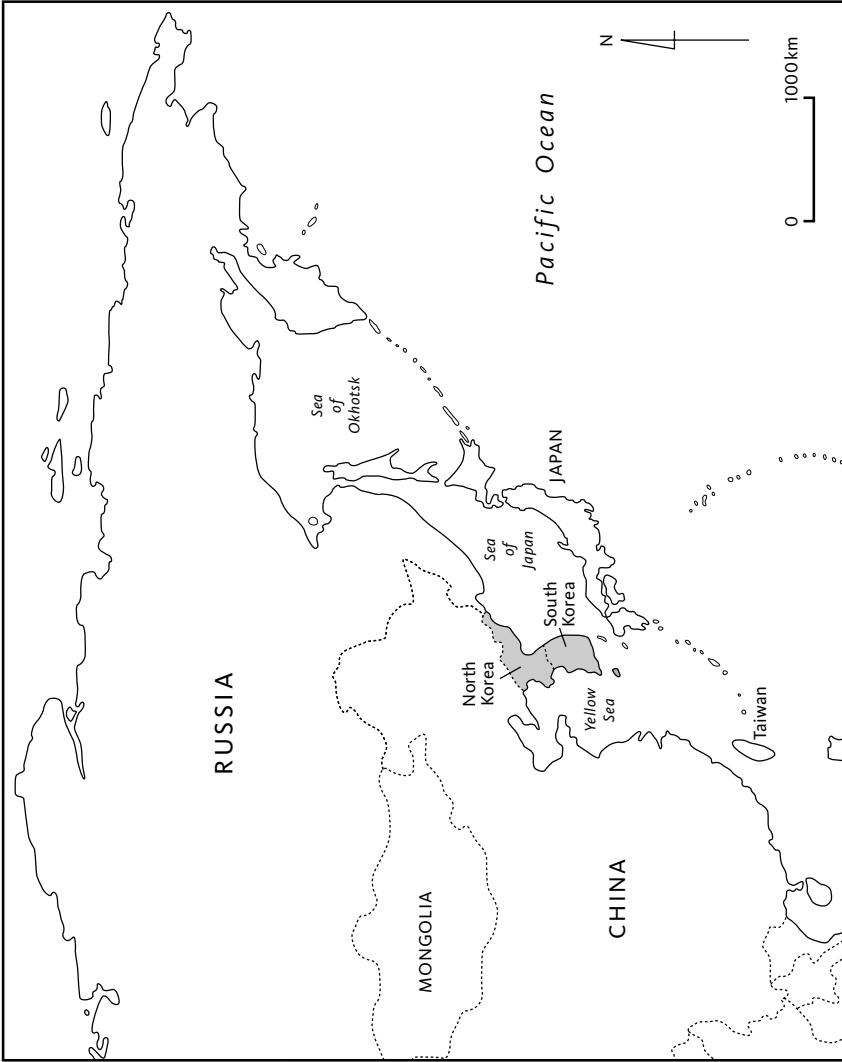 RUSSIA
Sea
of
Okhotsk
MONGOLIA
North
Korea
Sea
of
Japan
Pacific Ocean
South
Korea
JAPAN
Yellow
Sea
N
CHINA
Taiwan
0 1000km